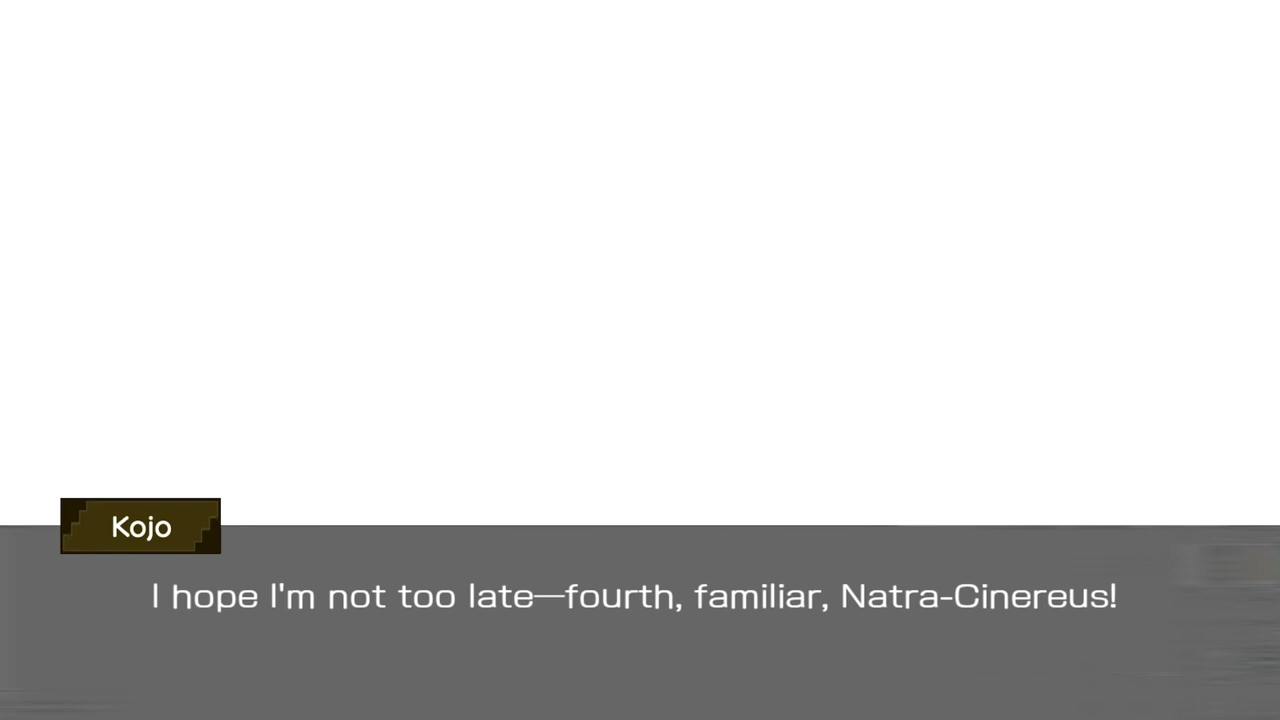 Kojo
I hope I'm not too late—fourth, familiar, Natra-Cinereus!